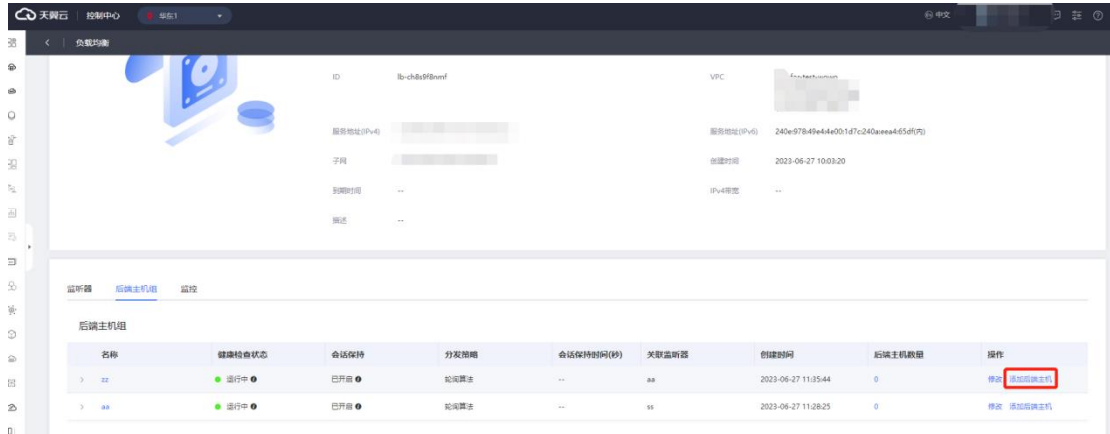 天翼云 控制中心 华东1 中文
负载均衡
ID lb-ch8s9f8nmf VPC
服务地址(IPv4) 服务地址(IPv6) 240e:978:49e4:4e00:1d7c:240a:eea4:65df(内)
子网 创建时间 2023-06-27 10:03:20
到期时间 -- IPv4带宽 --
描述 --
监听器 后端主机组 监控
后端主机组
名称 健康检查状态 会话保持 分发策略 会话保持时间(秒) 关联监听器 创建时间 后端主机数量 操作
zz 运行中 已开启 轮询算法 -- aa 2023-06-27 11:35:44 0 修改 添加后端主机
aa 运行中 已开启 轮询算法 -- ss 2023-06-27 11:28:25 0 修改 添加后端主机